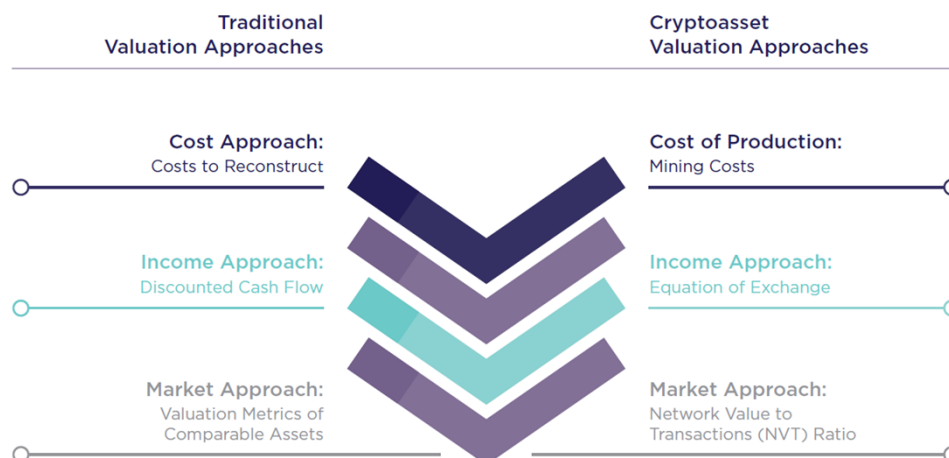 Traditional
Valuation Approaches
Cryptoasset
Valuation Approaches
Cost Approach:
Costs to Reconstruct
Cost of Production:
Mining Costs
Income Approach:
Discounted Cash Flow
Income Approach:
Equation of Exchange
Market Approach:
Valuation Metrics of
Comparable Assets
Market Approach:
Network Value to
Transactions (NVT) Ratio